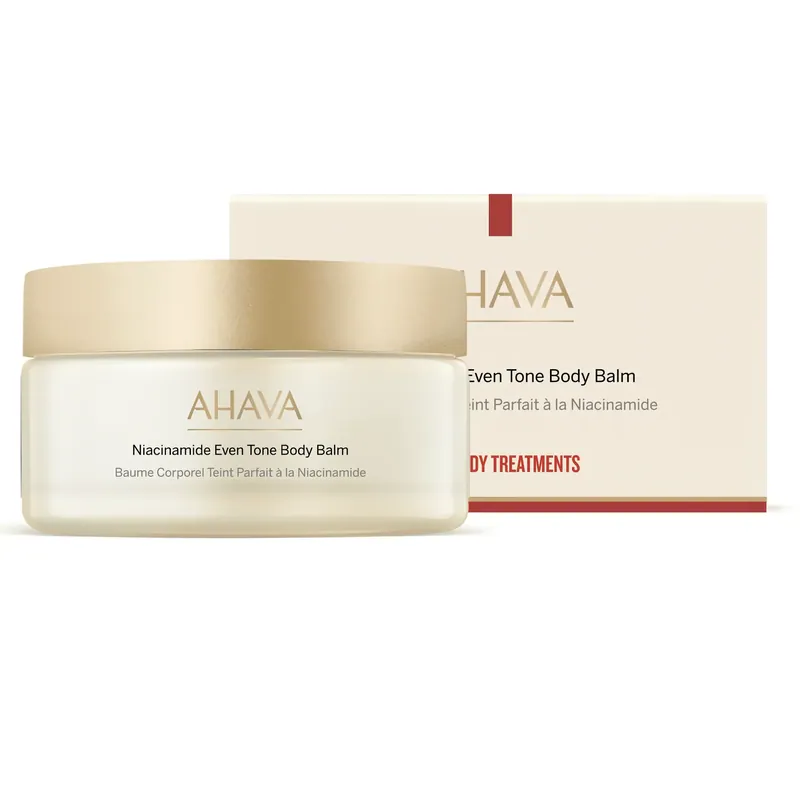 AHAVA
Niacinamide Even Tone Body Balm
Baume Corporel Teint Parfait à la Niacinamide
HAVA
Even Tone Body Balm
eint Parfait à la Niacinamide
DY TREATMENTS